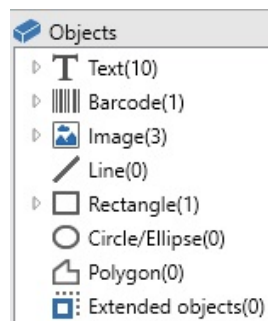 Objects
Text(10)
Barcode(1)
Image(3)
Line(0)
Rectangle(1)
Circle/Ellipse(0)
Polygon(0)
Extended objects(0)